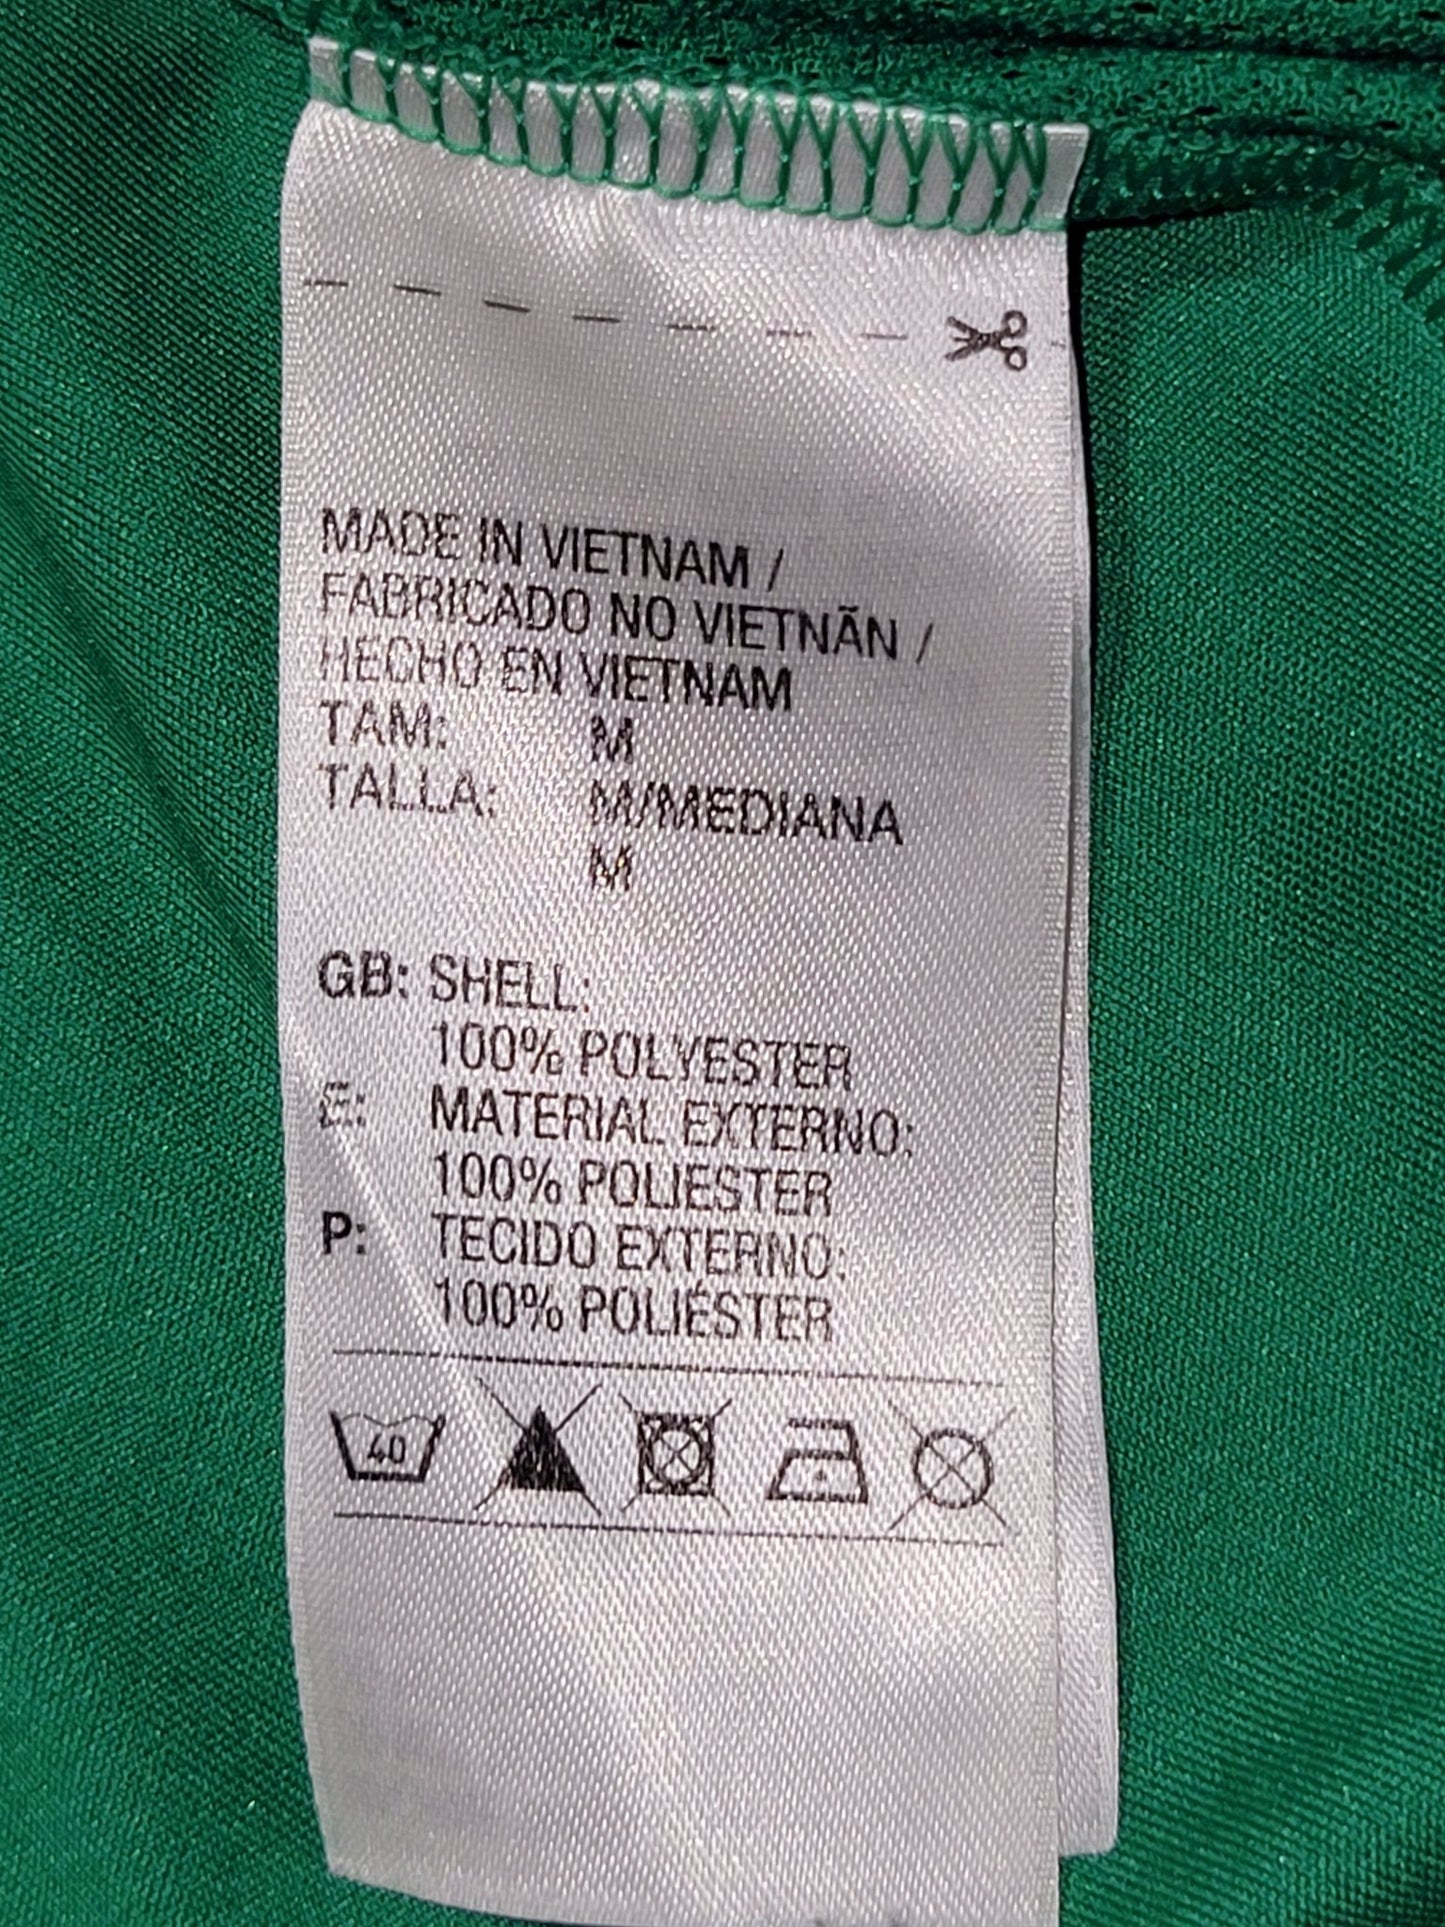 MADE IN VIETNAM /
FABRICADO NO VIETNÃN /
HECHO EN VIETNAM
TAM: M
TALLA: M/MEDIANA
M
GB: SHELL:
100% POLYESTER
E: MATERIAL EXTERNO:
100% POLIESTER
P: TECIDO EXTERNO:
100% POLIÉSTER
40